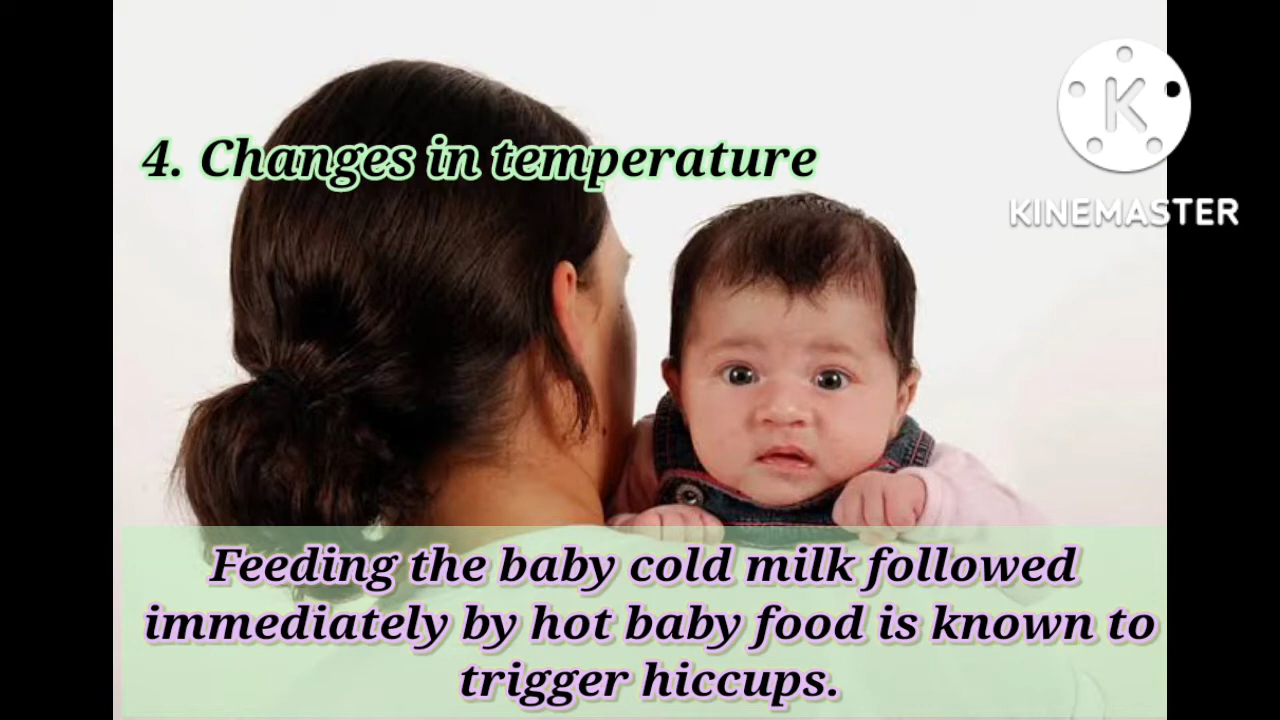 4. Changes in temperature
K
KINEMASTER
Feeding the baby cold milk followed
immediately by hot baby food is known to
trigger hiccups.